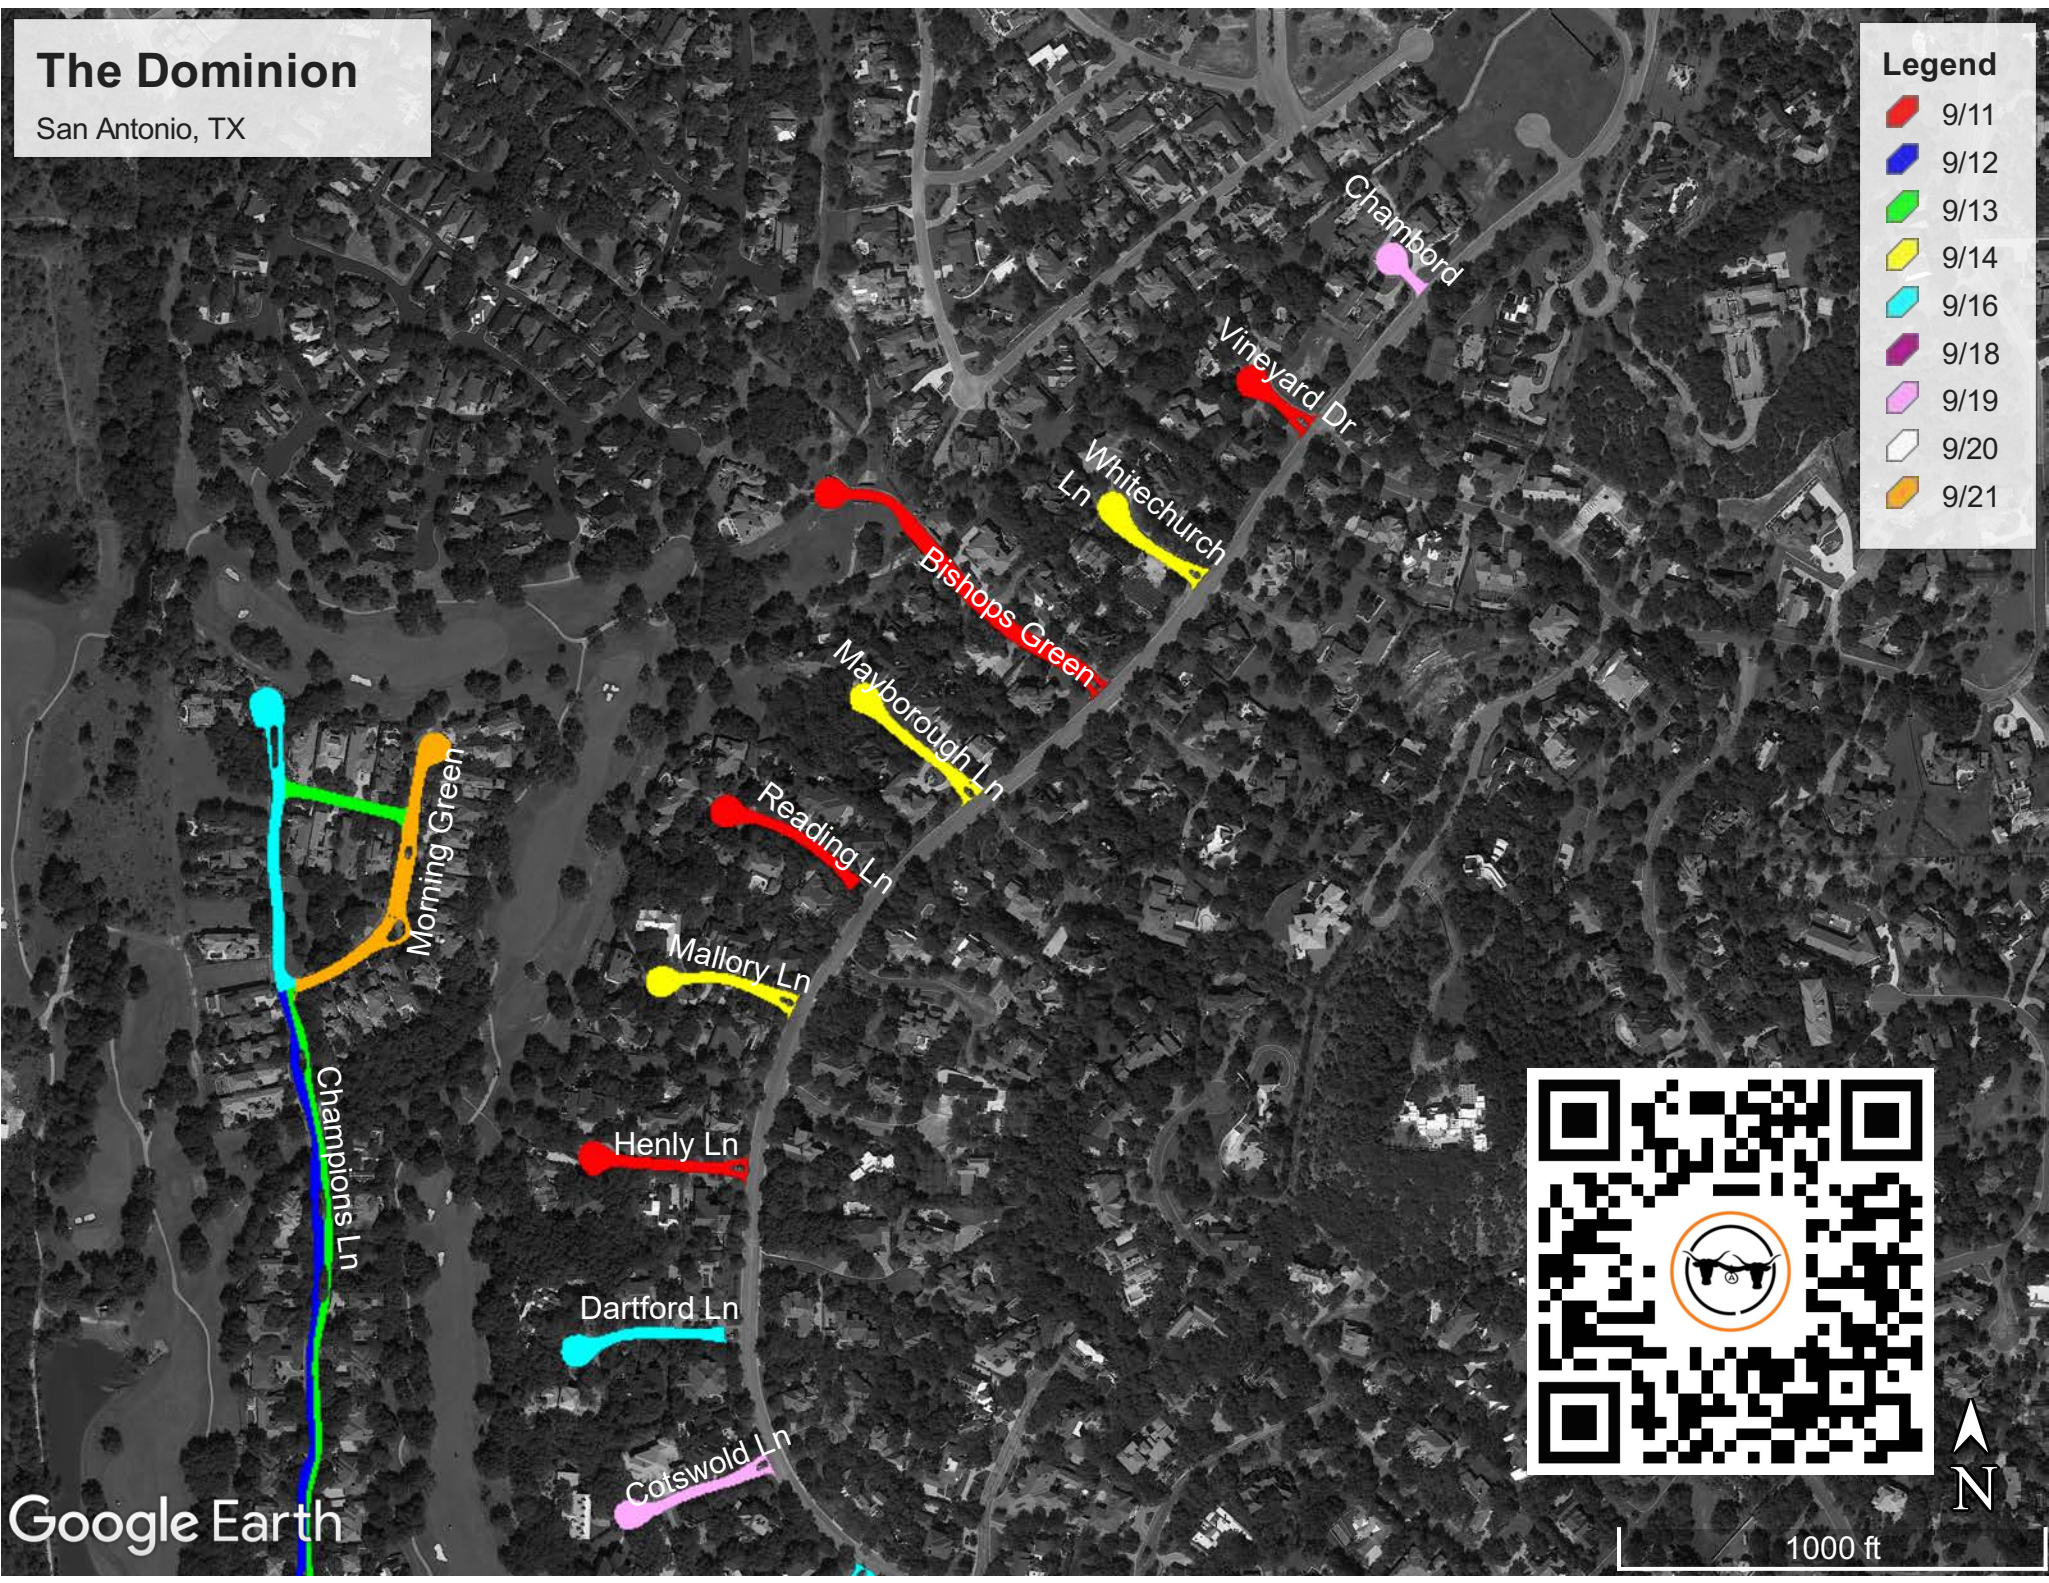 The Dominion
San Antonio, TX
Legend
9/11
9/12
9/13
9/14
9/16
9/18
9/19
9/20
9/21
Chambord
Vineyard Dr
Whitechurch
Ln
Bishops Green
Mayborough Ln
Reading Ln
Morning Green
Mallory Ln
Champions Ln
Henly Ln
Dartford Ln
Cotswold Ln
Google Earth
N
1000 ft